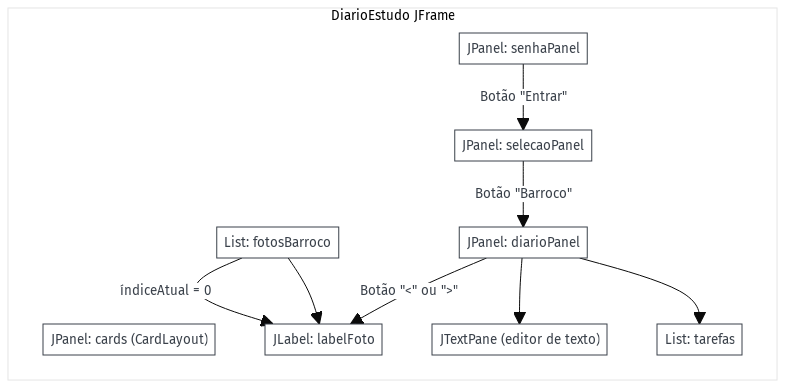 DiarioEstudo JFrame
JPanel: senhaPanel
Botão "Entrar"
JPanel: selecaoPanel
Botão "Barroco"
List: fotosBarroco
JPanel: diarioPanel
índiceAtual = 0
Botão "<" ou ">"
JPanel: cards (CardLayout)
JLabel: labelFoto
JTextPane (editor de texto)
List: tarefas